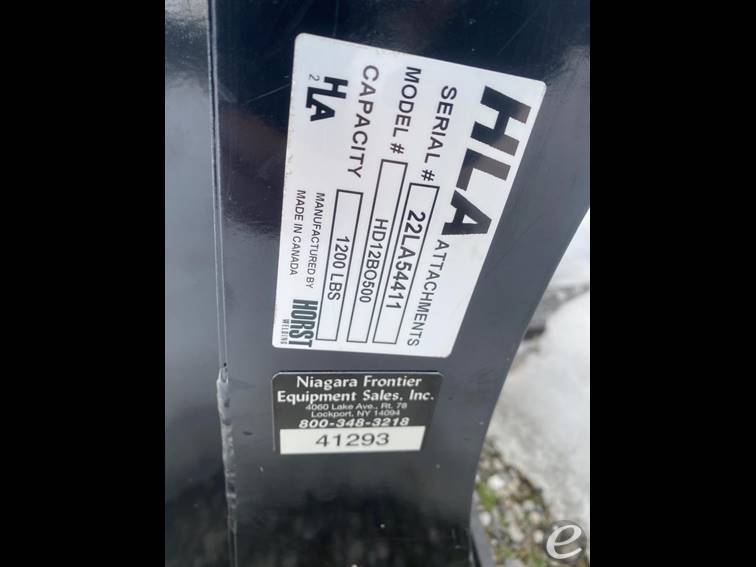 HLA ATTACHMENTS
SERIAL # 22LA54411
MODEL # HD12BO500
CAPACITY 1200 LBS
HLA
2
MANUFACTURED BY
MADE IN CANADA
HORST
WELDING
Niagara Frontier
Equipment Sales, Inc.
4060 Lake Ave., Rt. 78
Lockport, NY 14094
800-348-3218
41293
e